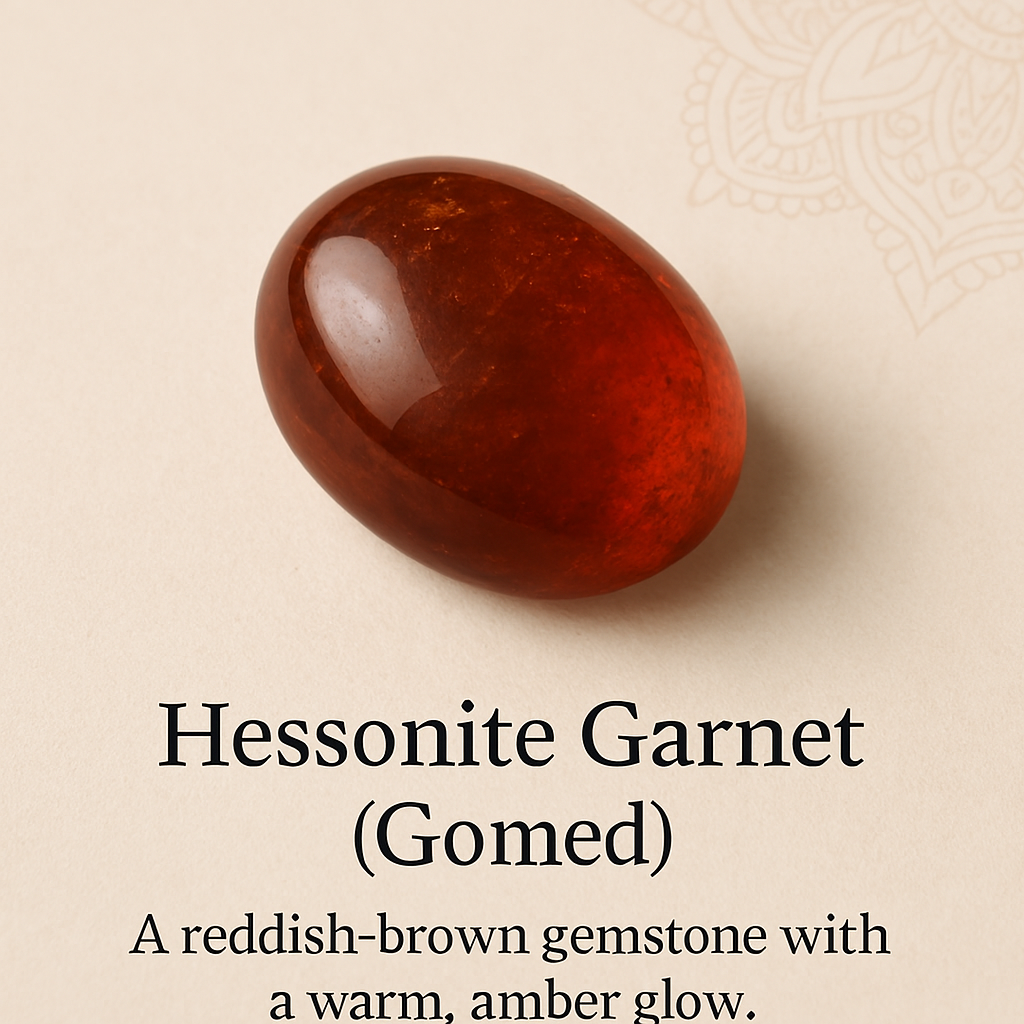 Hessonite Garnet
(Gomed)
A reddish-brown gemstone with
a warm, amber glow.